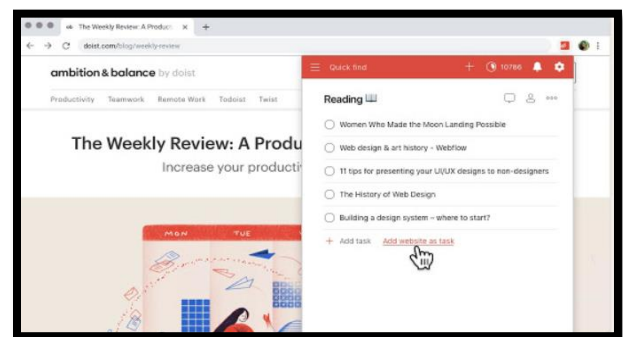 The Weekly Review: A Product
doist.com/blog/weekly-review
ambition & balance by doist
Productivity Teamwork Remote Work Todoist Twist
The Weekly Review: A Produ
Increase your producti
MON TUE
Quick find
10786
Reading
Women Who Made the Moon Landing Possible
Web design & art history - Webflow
11 tips for presenting your UI/UX designs to non-designers
The History of Web Design
Building a design system – where to start?
+ Add task Add website as task